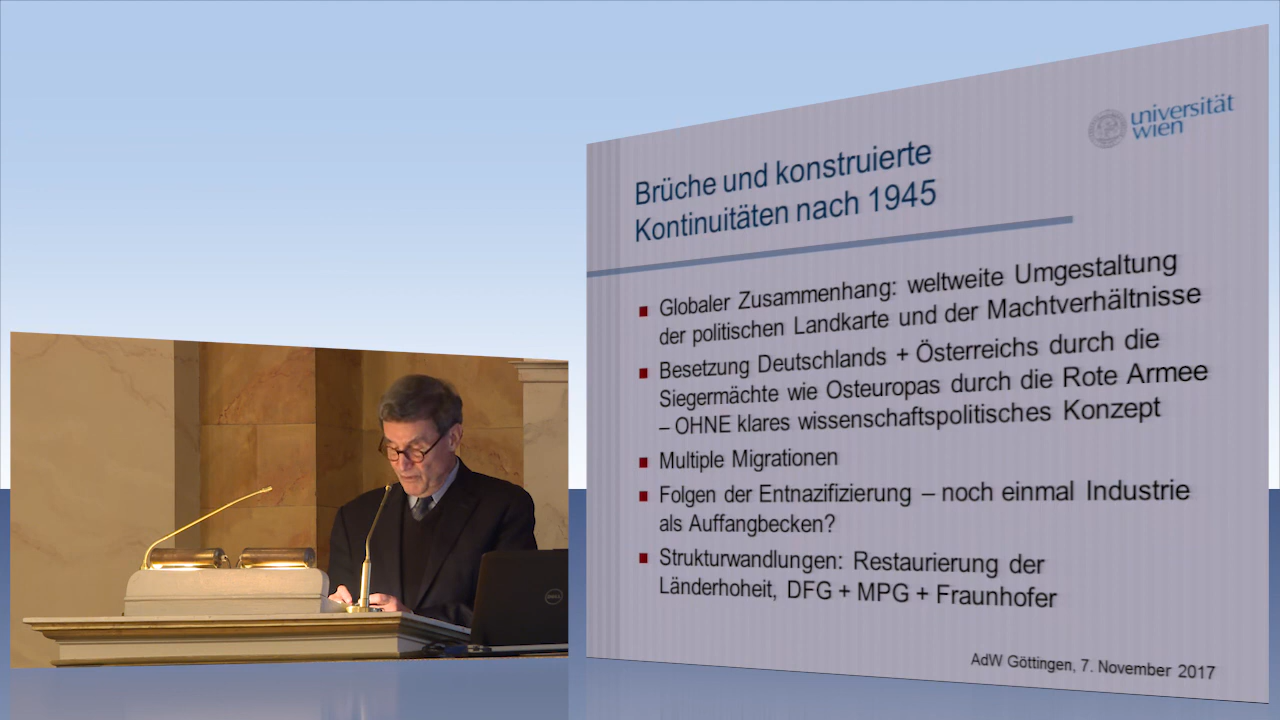 universität
wien
Brüche und konstruierte
Kontinuitäten nach 1945
Globaler Zusammenhang: weltweite Umgestaltung
der politischen Landkarte und der Machtverhältnisse
Besetzung Deutschlands + Österreichs durch die
Siegermächte wie Osteuropas durch die Rote Armee
– OHNE klares wissenschaftspolitisches Konzept
Multiple Migrationen
Folgen der Entnazifizierung – noch einmal Industrie
als Auffangbecken?
Strukturwandlungen: Restaurierung der
Länderhoheit, DFG + MPG + Fraunhofer
AdW Göttingen, 7. November 2017
DELL